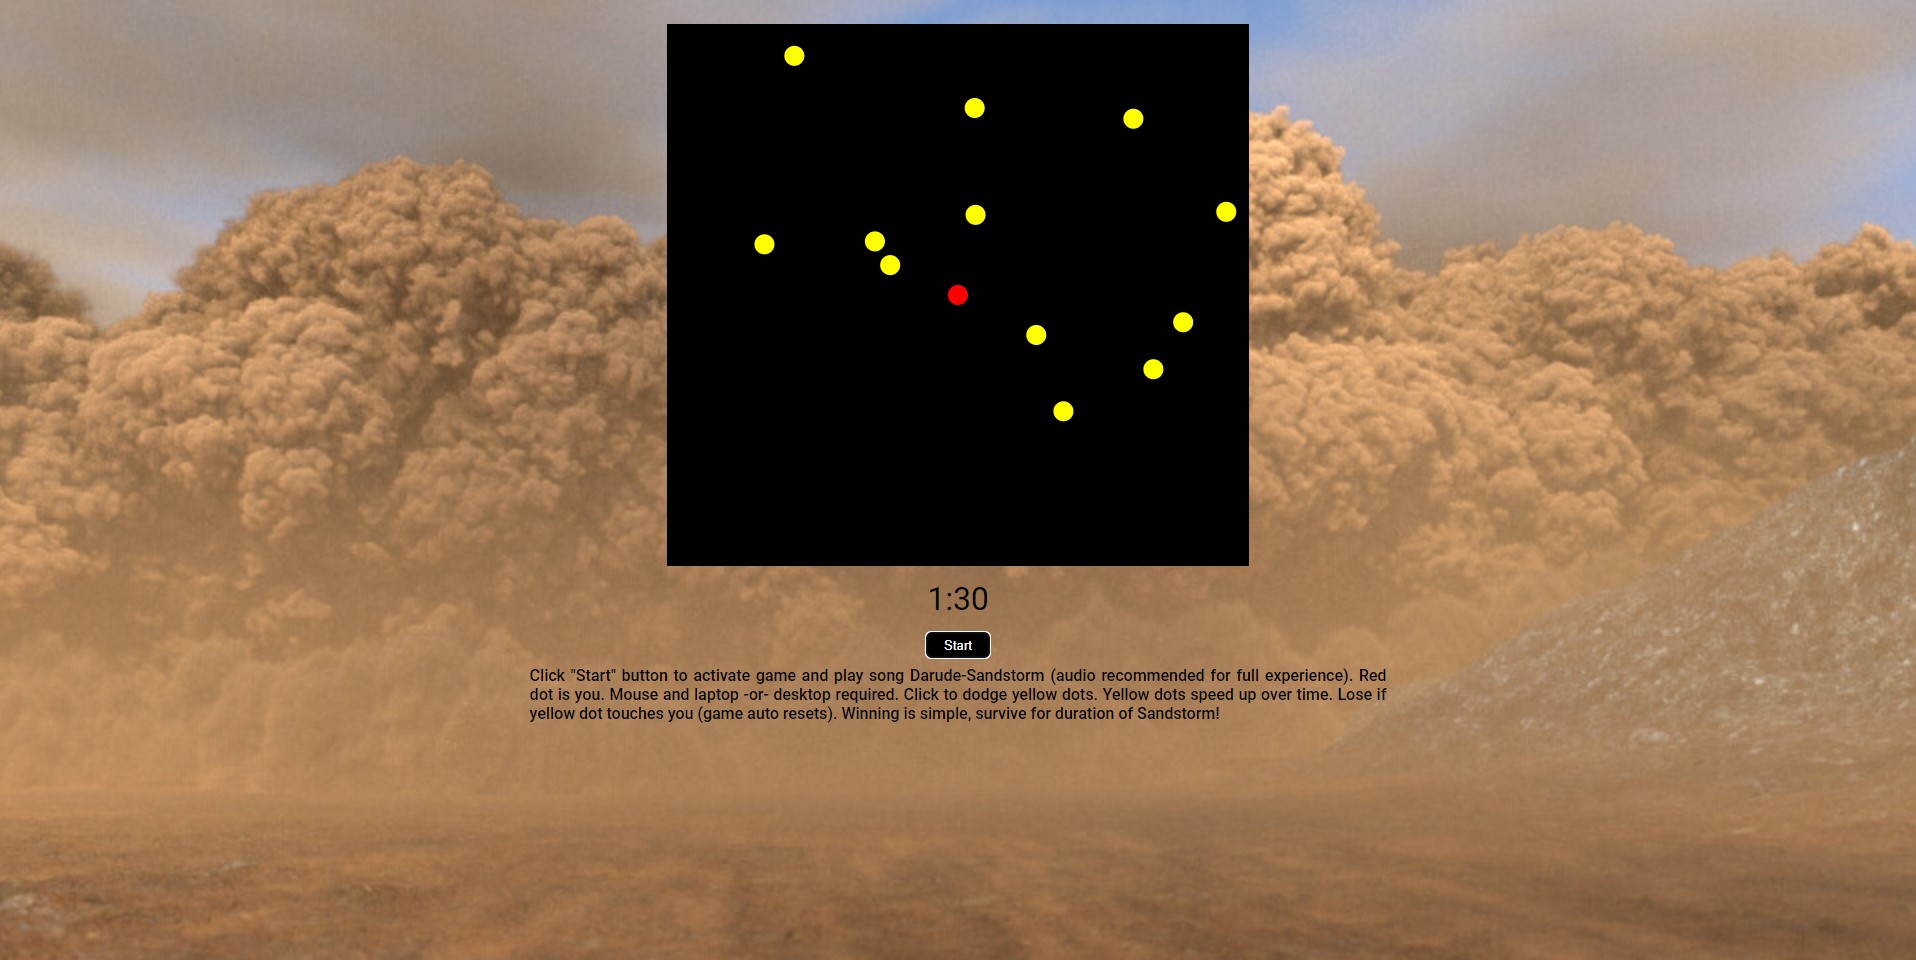 1:30
Start
Click "Start" button to activate game and play song Darude-Sandstorm (audio recommended for full experience). Red
dot is you. Mouse and laptop -or- desktop required. Click to dodge yellow dots. Yellow dots speed up over time. Lose if
yellow dot touches you (game auto resets). Winning is simple, survive for duration of Sandstorm!